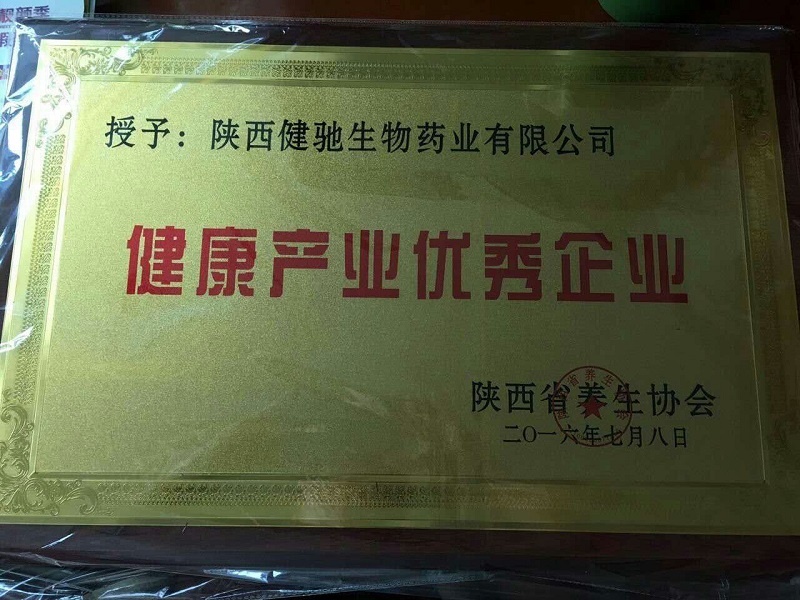 授予：陕西健驰生物药业有限公司
健康产业优秀企业
陕西省养生协会
二〇一六年七月八日